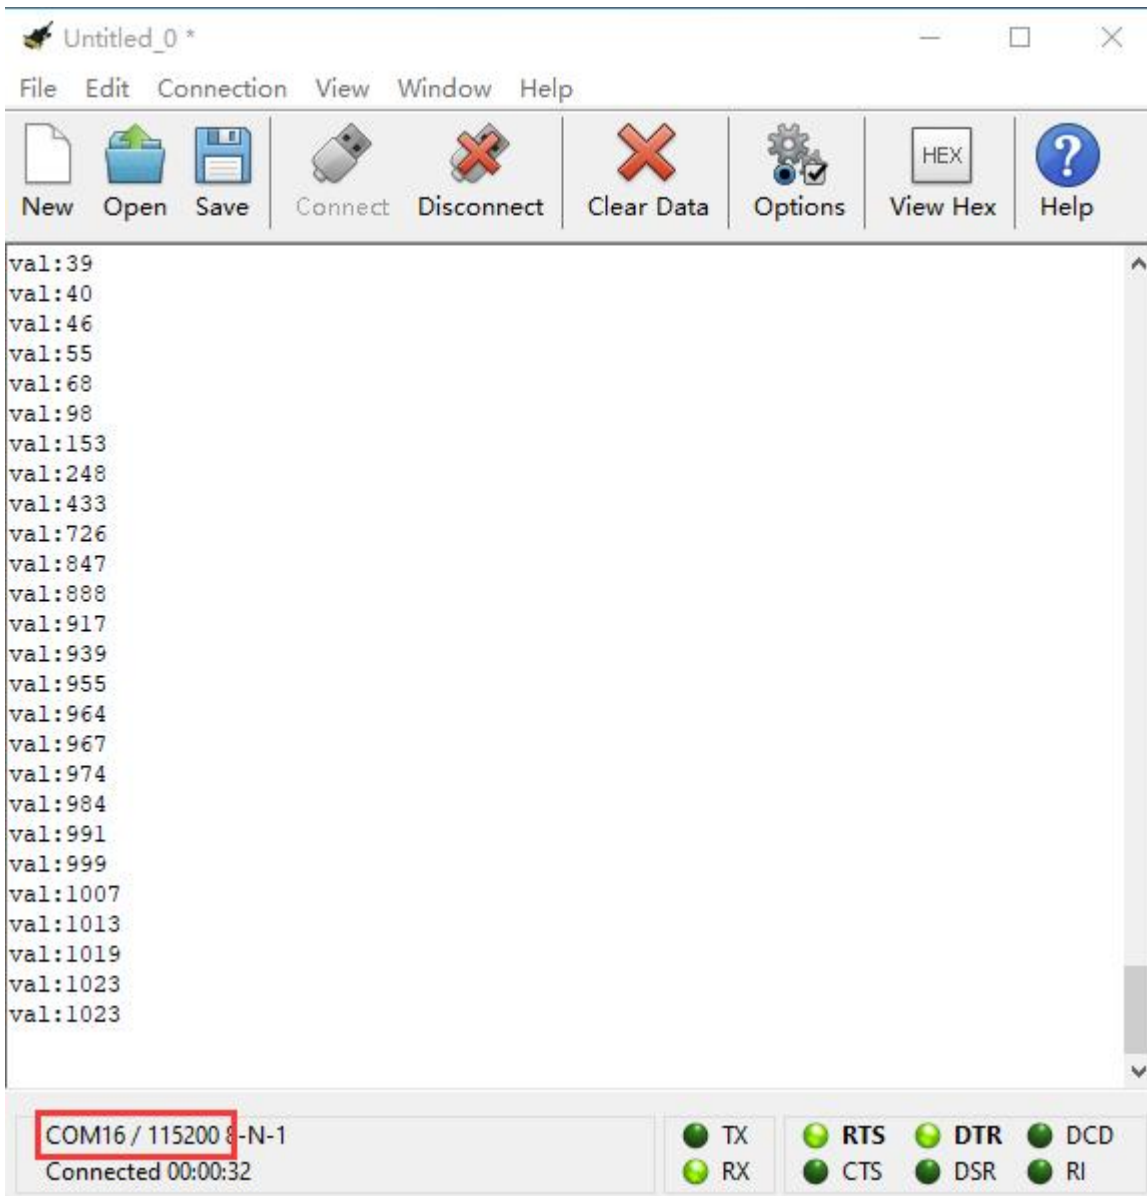 Untitled_0 *
File Edit Connection View Window Help
New Open Save Connect Disconnect Clear Data Options HEX View Hex ? Help
val:39
val:40
val:46
val:55
val:68
val:98
val:153
val:248
val:433
val:726
val:847
val:888
val:917
val:939
val:955
val:964
val:967
val:974
val:984
val:991
val:999
val:1007
val:1013
val:1019
val:1023
val:1023
COM16 / 115200 8-N-1
Connected 00:00:32
TX RTS DTR DCD
RX CTS DSR RI